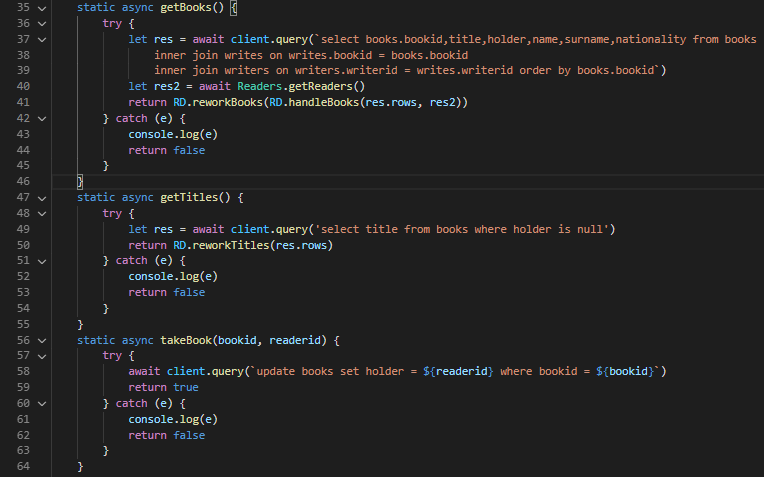 35 static async getBooks() {
36 try {
37 let res = await client.query(`select books.bookid,title,holder,name,surname,nationality from books
38 inner join writes on writes.bookid = books.bookid
39 inner join writers on writers.writerid = writes.writerid order by books.bookid`)
40 let res2 = await Readers.getReaders()
41 return RD.reworkBooks(RD.handleBooks(res.rows, res2))
42 } catch (e) {
43 console.log(e)
44 return false
45 }
46 }
47 static async getTitles() {
48 try {
49 let res = await client.query('select title from books where holder is null')
50 return RD.reworkTitles(res.rows)
51 } catch (e) {
52 console.log(e)
53 return false
54 }
55 }
56 static async takeBook(bookid, readerid) {
57 try {
58 await client.query(`update books set holder = ${readerid} where bookid = ${bookid}`)
59 return true
60 } catch (e) {
61 console.log(e)
62 return false
63 }
64 }